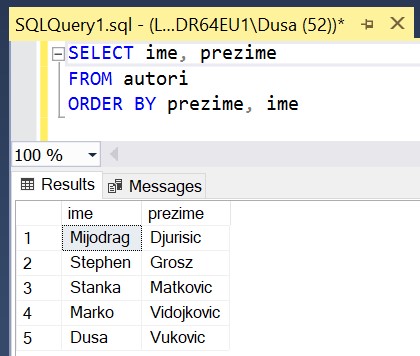 SQLQuery1.sql - (L...DR64EU1\Dusa (52))*
SELECT ime, prezime
FROM autori
ORDER BY prezime, ime
100 %
Results Messages
ime prezime
1 Mijodrag Djurisic
2 Stephen Grosz
3 Stanka Matkovic
4 Marko Vidojkovic
5 Dusa Vukovic